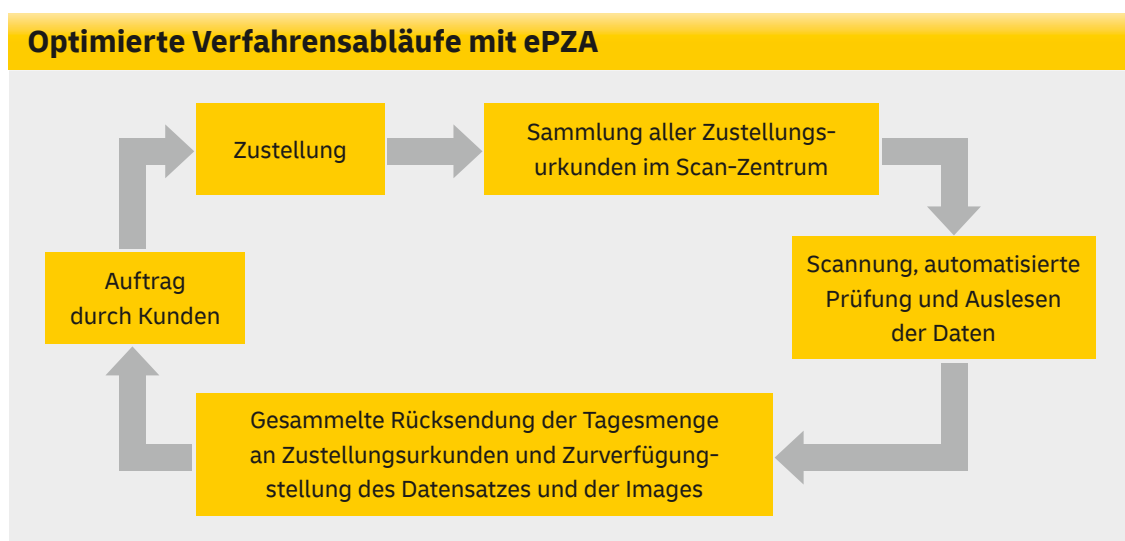 Optimierte Verfahrensabläufe mit ePZA
Zustellung
Sammlung aller Zustellungs-
urkunden im Scan-Zentrum
Scannung, automatisierte
Prüfung und Auslesen
der Daten
Gesammelte Rücksendung der Tagesmenge
an Zustellungsurkunden und Zurverfügung-
stellung des Datensatzes und der Images
Auftrag
durch Kunden